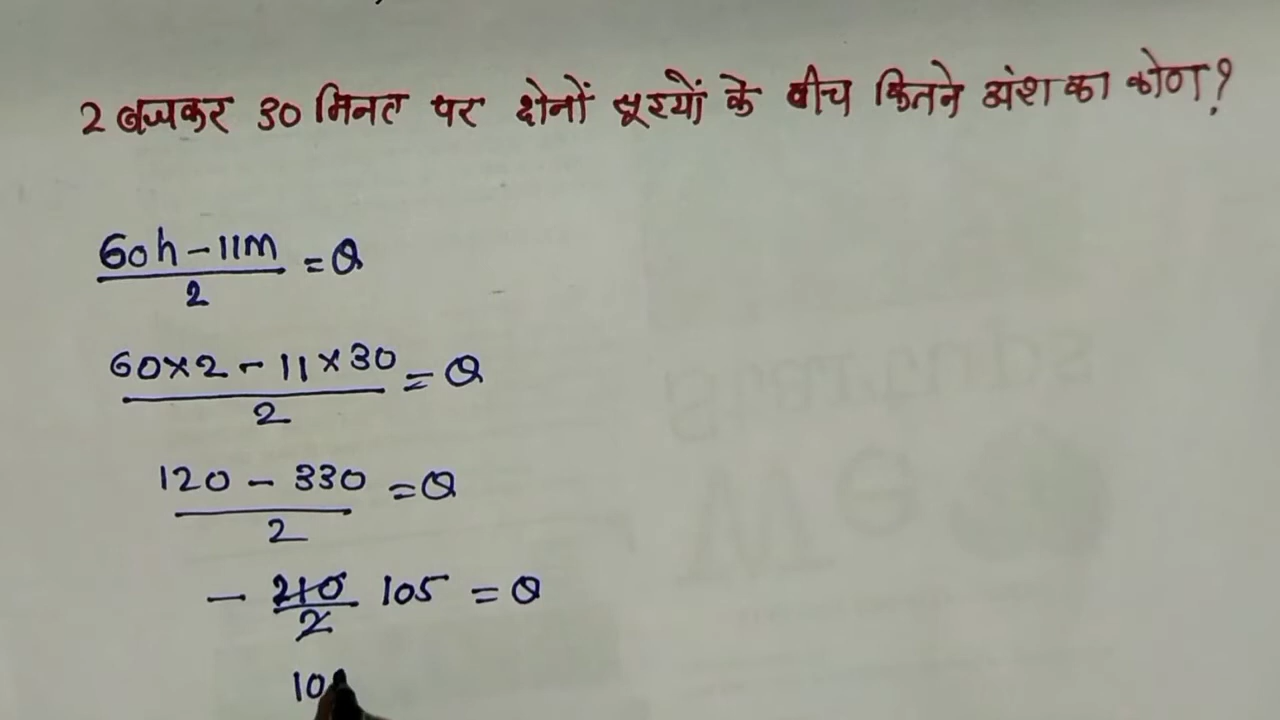 2 बजकर 30 मिनट पर दोनों सूइयों के बीच कितने अंश का कोण?
60h - 11m / 2 = θ
60×2 - 11×30 / 2 = θ
120 - 330 / 2 = θ
- 210 / 2 105 = θ
10